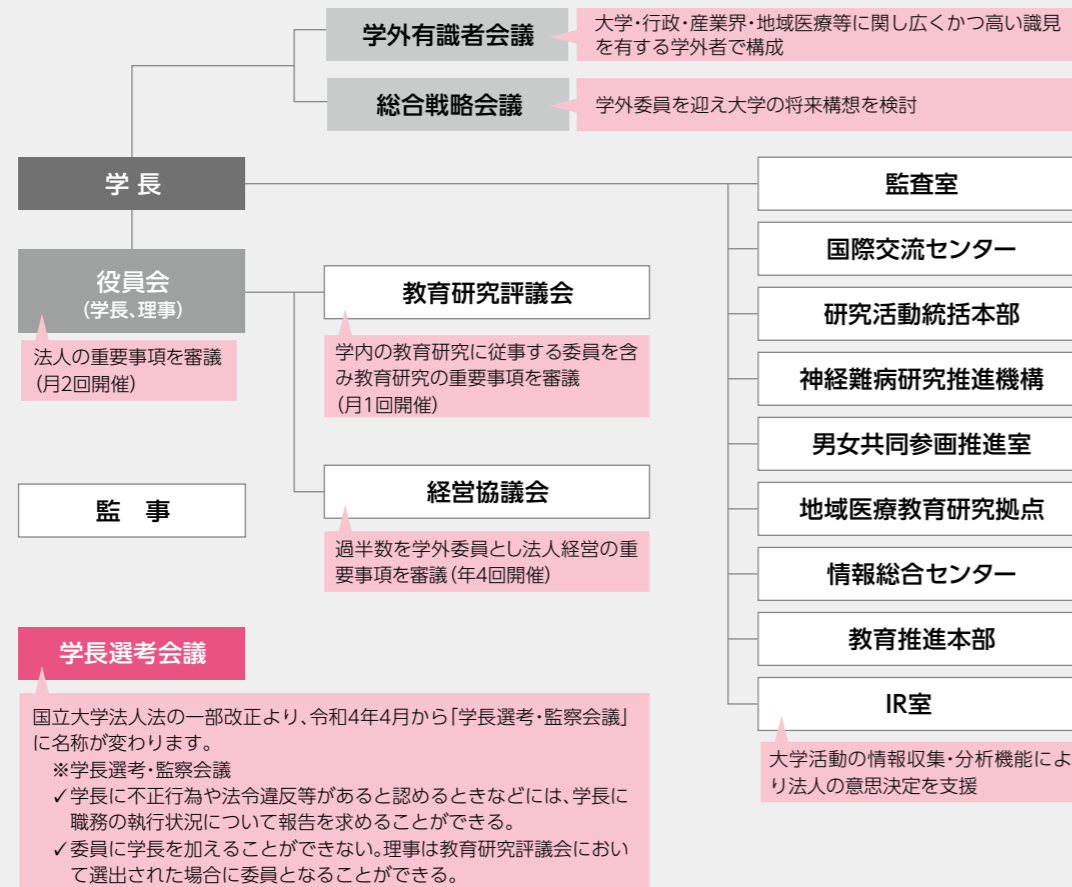 学外有識者会議
大学・行政・産業界・地域医療等に関し広くかつ高い識見
を有する学外者で構成
総合戦略会議
学外委員を迎え大学の将来構想を検討
学 長
役員会
(学長、理事)
法人の重要事項を審議
(月2回開催)
教育研究評議会
学内の教育研究に従事する委員を含
み教育研究の重要事項を審議
(月1回開催)
経営協議会
過半数を学外委員とし法人経営の重
要事項を審議(年4回開催)
監 事
学長選考会議
国立大学法人法の一部改正より、令和4年4月から「学長選考・監察会議」
に名称が変わります。
※学長選考・監察会議
✓学長に不正行為や法令違反等があると認めるときなどには、学長に
職務の執行状況について報告を求めることができる。
✓委員に学長を加えることができない。理事は教育研究評議会におい
て選出された場合に委員となることができる。
監査室
国際交流センター
研究活動統括本部
神経難病研究推進機構
男女共同参画推進室
地域医療教育研究拠点
情報総合センター
教育推進本部
IR室
大学活動の情報収集・分析機能によ
り法人の意思決定を支援